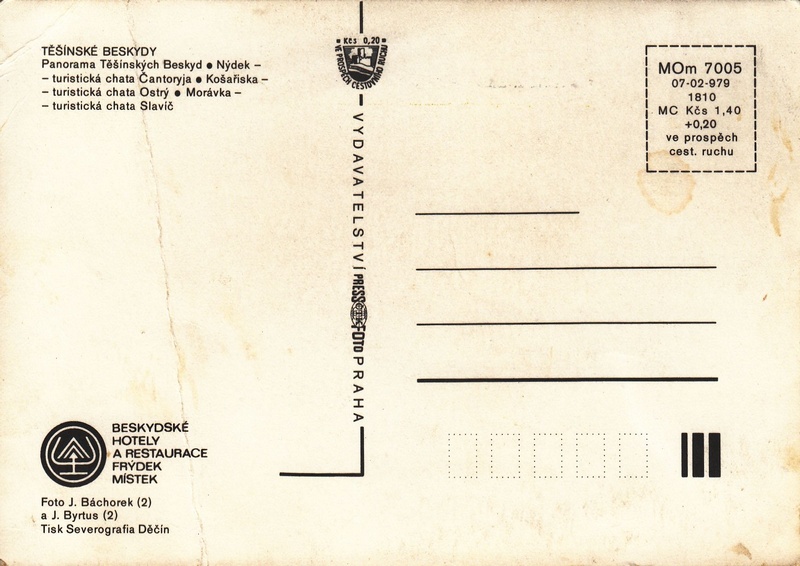 TĚŠÍNSKÉ BESKYDY
Panorama Těšínských Beskyd ● Nýdek –
– turistická chata Čantoryja ● Košařiska –
– turistická chata Ostrý ● Morávka –
– turistická chata Slavíč
Kčs 0,20
VE PROSPĚCH CESTOVNÍHO RUCHU
VYDAVATELSTVÍ PRESSFOTO PRAHA
MOm 7005
07-02-979
1810
MC Kčs 1,40
+0,20
ve prospěch
cest. ruchu
BESKYDSKÉ
HOTELY
A RESTAURACE
FRÝDEK
MÍSTEK
Foto J. Báchorek (2)
a J. Byrtus (2)
Tisk Severografia Děčín